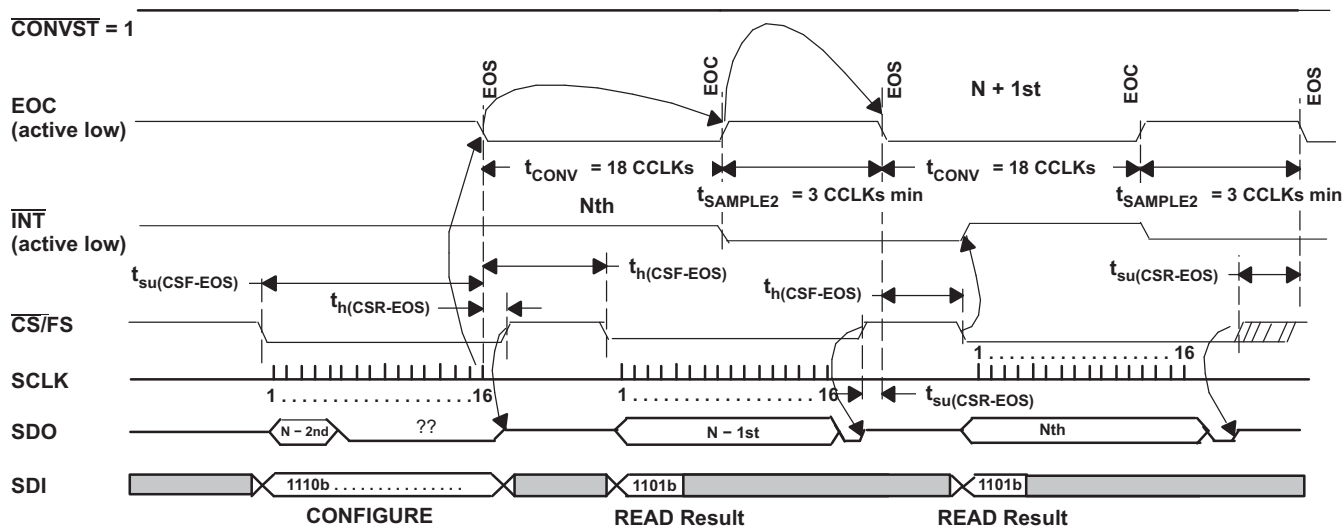 CONVST = 1
EOS
EOC
EOS
N + 1st
EOC
EOS
EOC
(active low)
tCONV = 18 CCLKs
tCONV = 18 CCLKs
tSAMPLE2 = 3 CCLKs min
tSAMPLE2 = 3 CCLKs min
Nth
INT
(active low)
tsu(CSF-EOS)
th(CSF-EOS)
th(CSF-EOS)
tsu(CSR-EOS)
th(CSR-EOS)
CS/FS
1 . . . . . . . . . . . . . . . . . . . . . . 16
SCLK
1 . . . . . . . . . . . . . . . . . . . . . . 16
1 . . . . . . . . . . . . . . . . . . . . . . 16
tsu(CSR-EOS)
SDO
N − 2nd
??
N − 1st
Nth
SDI
1110b . . . . . . . . . . . . . . .
1101b
1101b
CONFIGURE
READ Result
READ Result